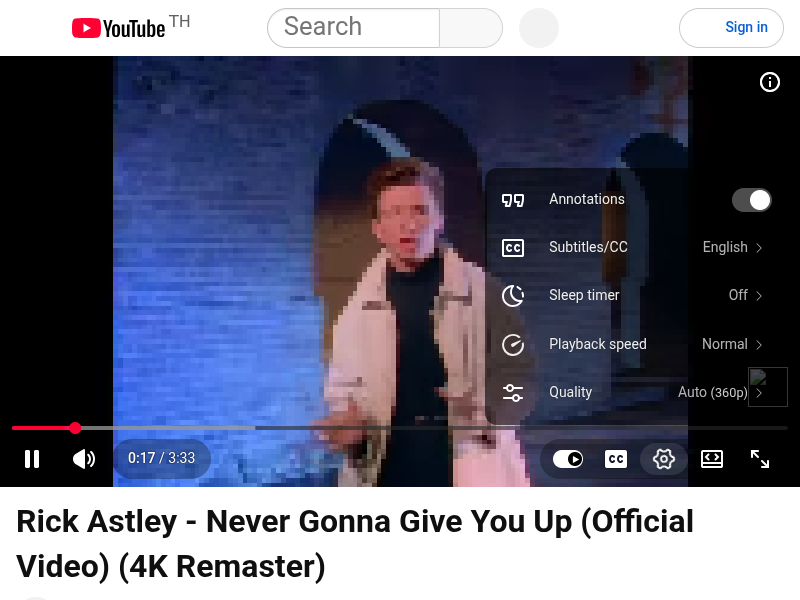 YouTube TH
Search
Sign in
Annotations
Subtitles/CC English
Sleep timer Off
Playback speed Normal
Quality Auto (360p)
0:17 / 3:33
CC
Rick Astley - Never Gonna Give You Up (Official
Video) (4K Remaster)